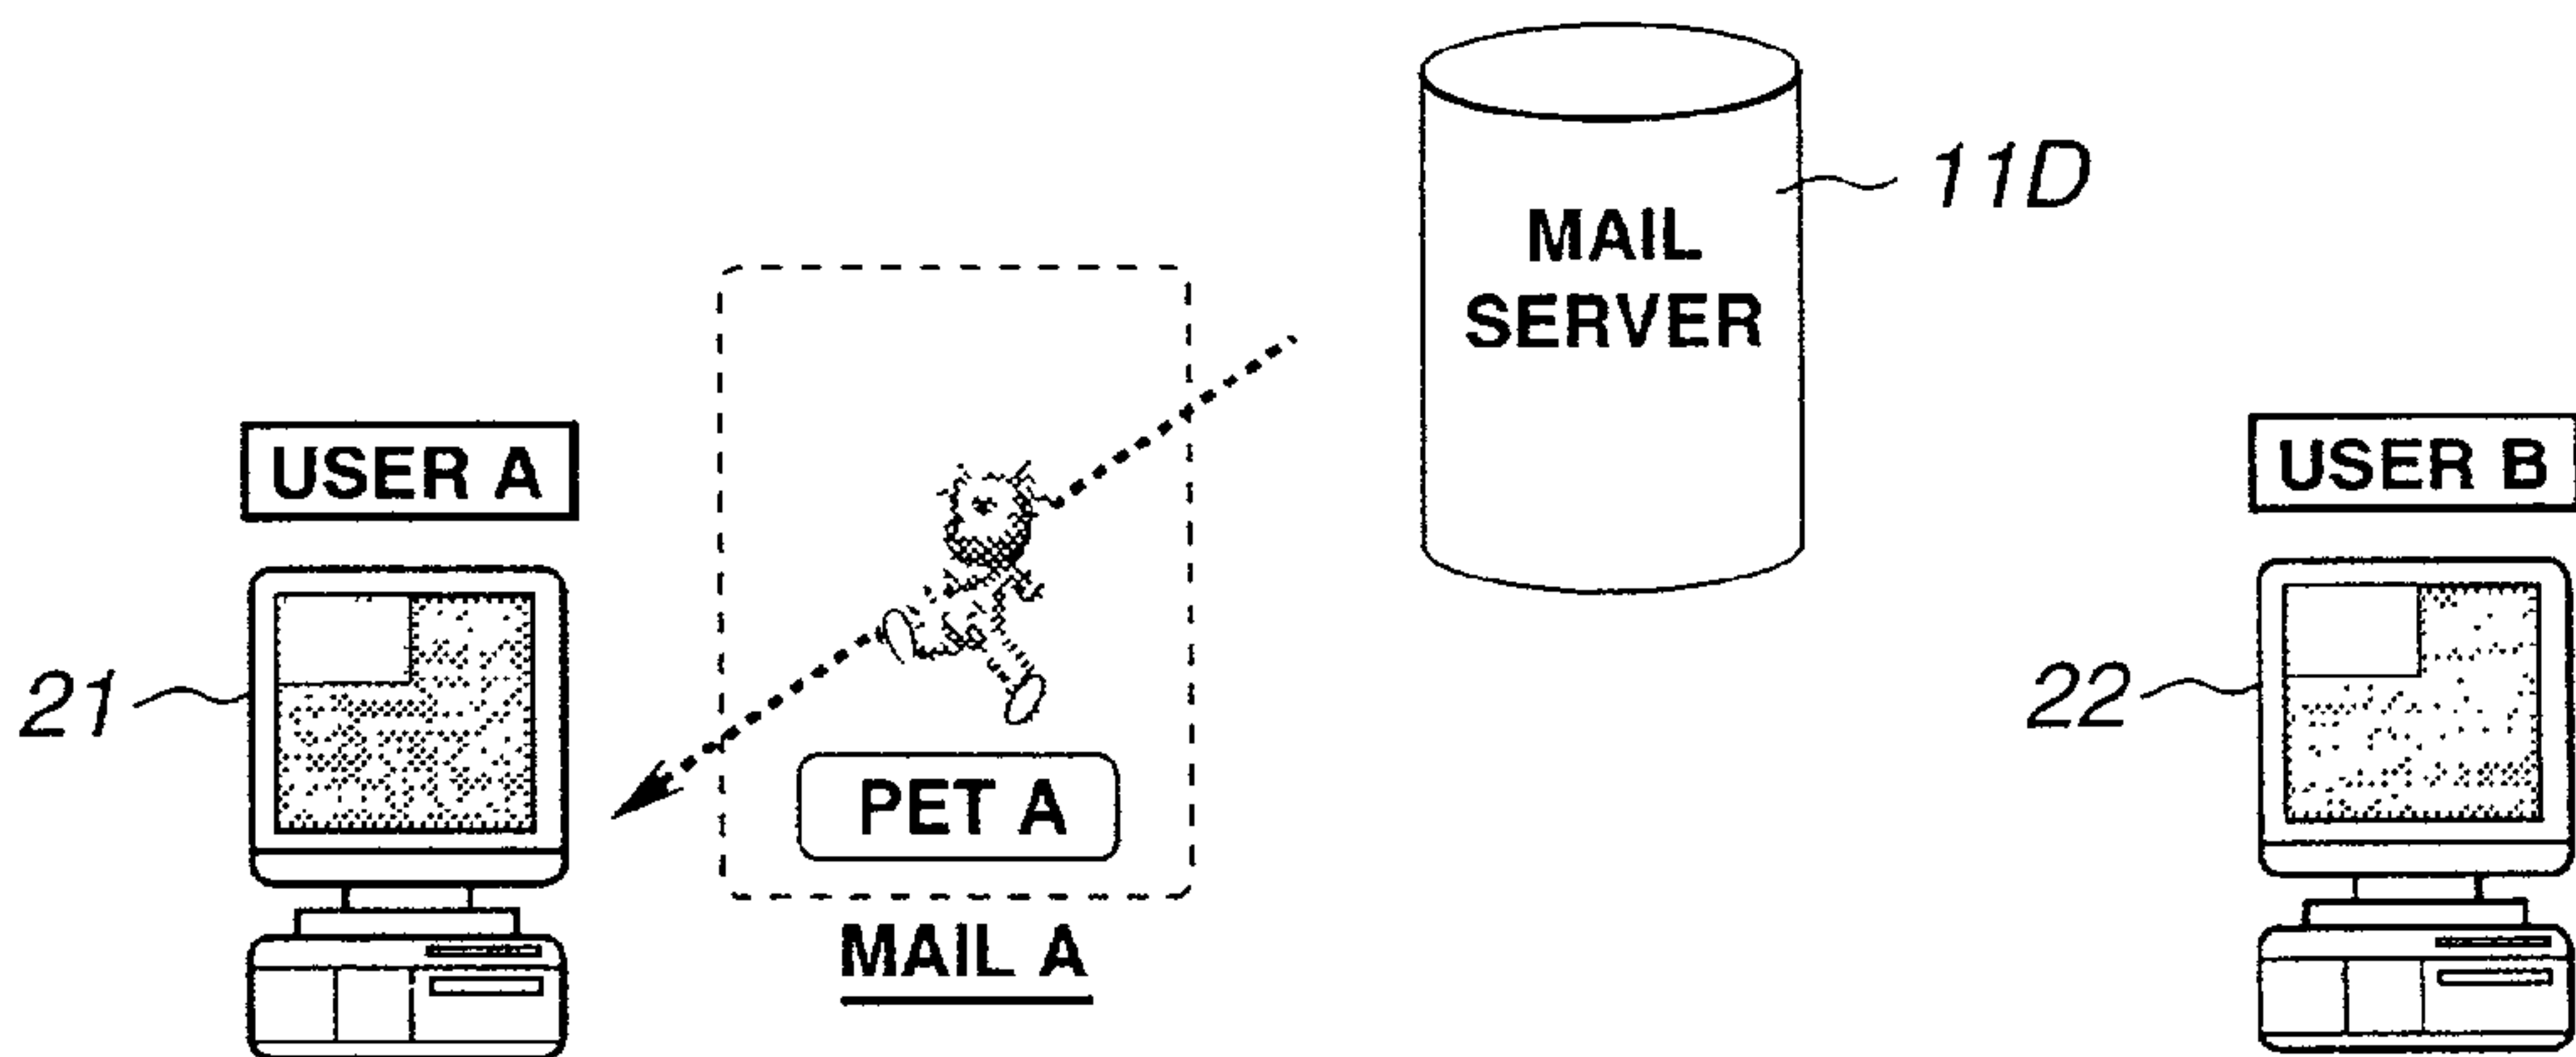 11D
MAIL
SERVER
USER A
USER B
21
22
PET A
MAIL A